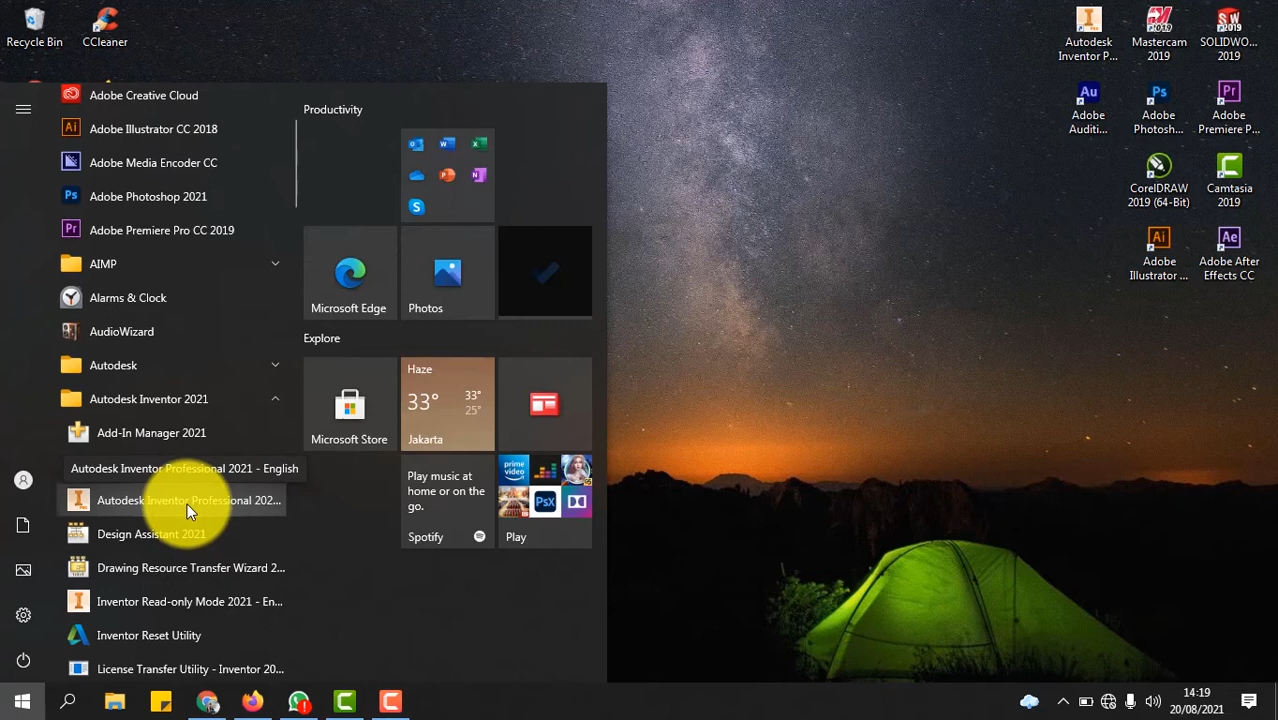 Recycle Bin
CCleaner
Autodesk
Inventor P...
Mastercam
2019
SOLIDWO...
2019
Adobe
Auditi...
Adobe
Photosh...
Adobe
Premiere P...
CorelDRAW
2019 (64-Bit)
Camtasia
2019
Adobe
Illustrator ...
Adobe After
Effects CC
Adobe Creative Cloud
Adobe Illustrator CC 2018
Adobe Media Encoder CC
Adobe Photoshop 2021
Adobe Premiere Pro CC 2019
AIMP
Alarms & Clock
AudioWizard
Autodesk
Autodesk Inventor 2021
Add-In Manager 2021
Autodesk Inventor Professional 2021 - English
Autodesk Inventor Professional 202...
Design Assistant 2021
Drawing Resource Transfer Wizard 2...
Inventor Read-only Mode 2021 - En...
Inventor Reset Utility
License Transfer Utility - Inventor 20...
Productivity
Microsoft Edge
Photos
Explore
Microsoft Store
Haze
33°
33°
25°
Jakarta
Play music at
home or on the
go.
Spotify
prime
video
PsX
Play
14:19
20/08/2021